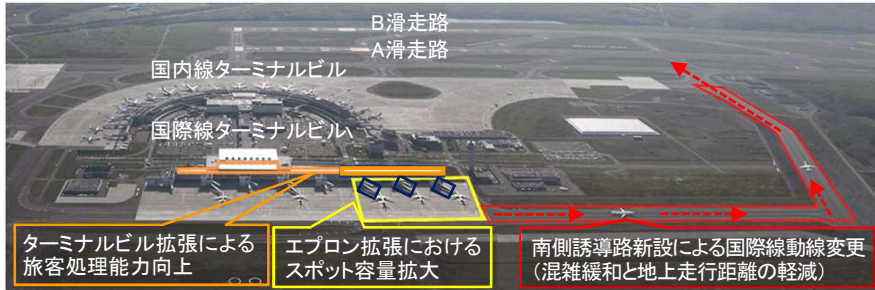 B滑走路
A滑走路
国内線ターミナルビル
国際線ターミナルビル
ターミナルビル拡張による
旅客処理能力向上
エプロン拡張における
スポット容量拡大
南側誘導路新設による国際線動線変更
(混雑緩和と地上走行距離の軽減)